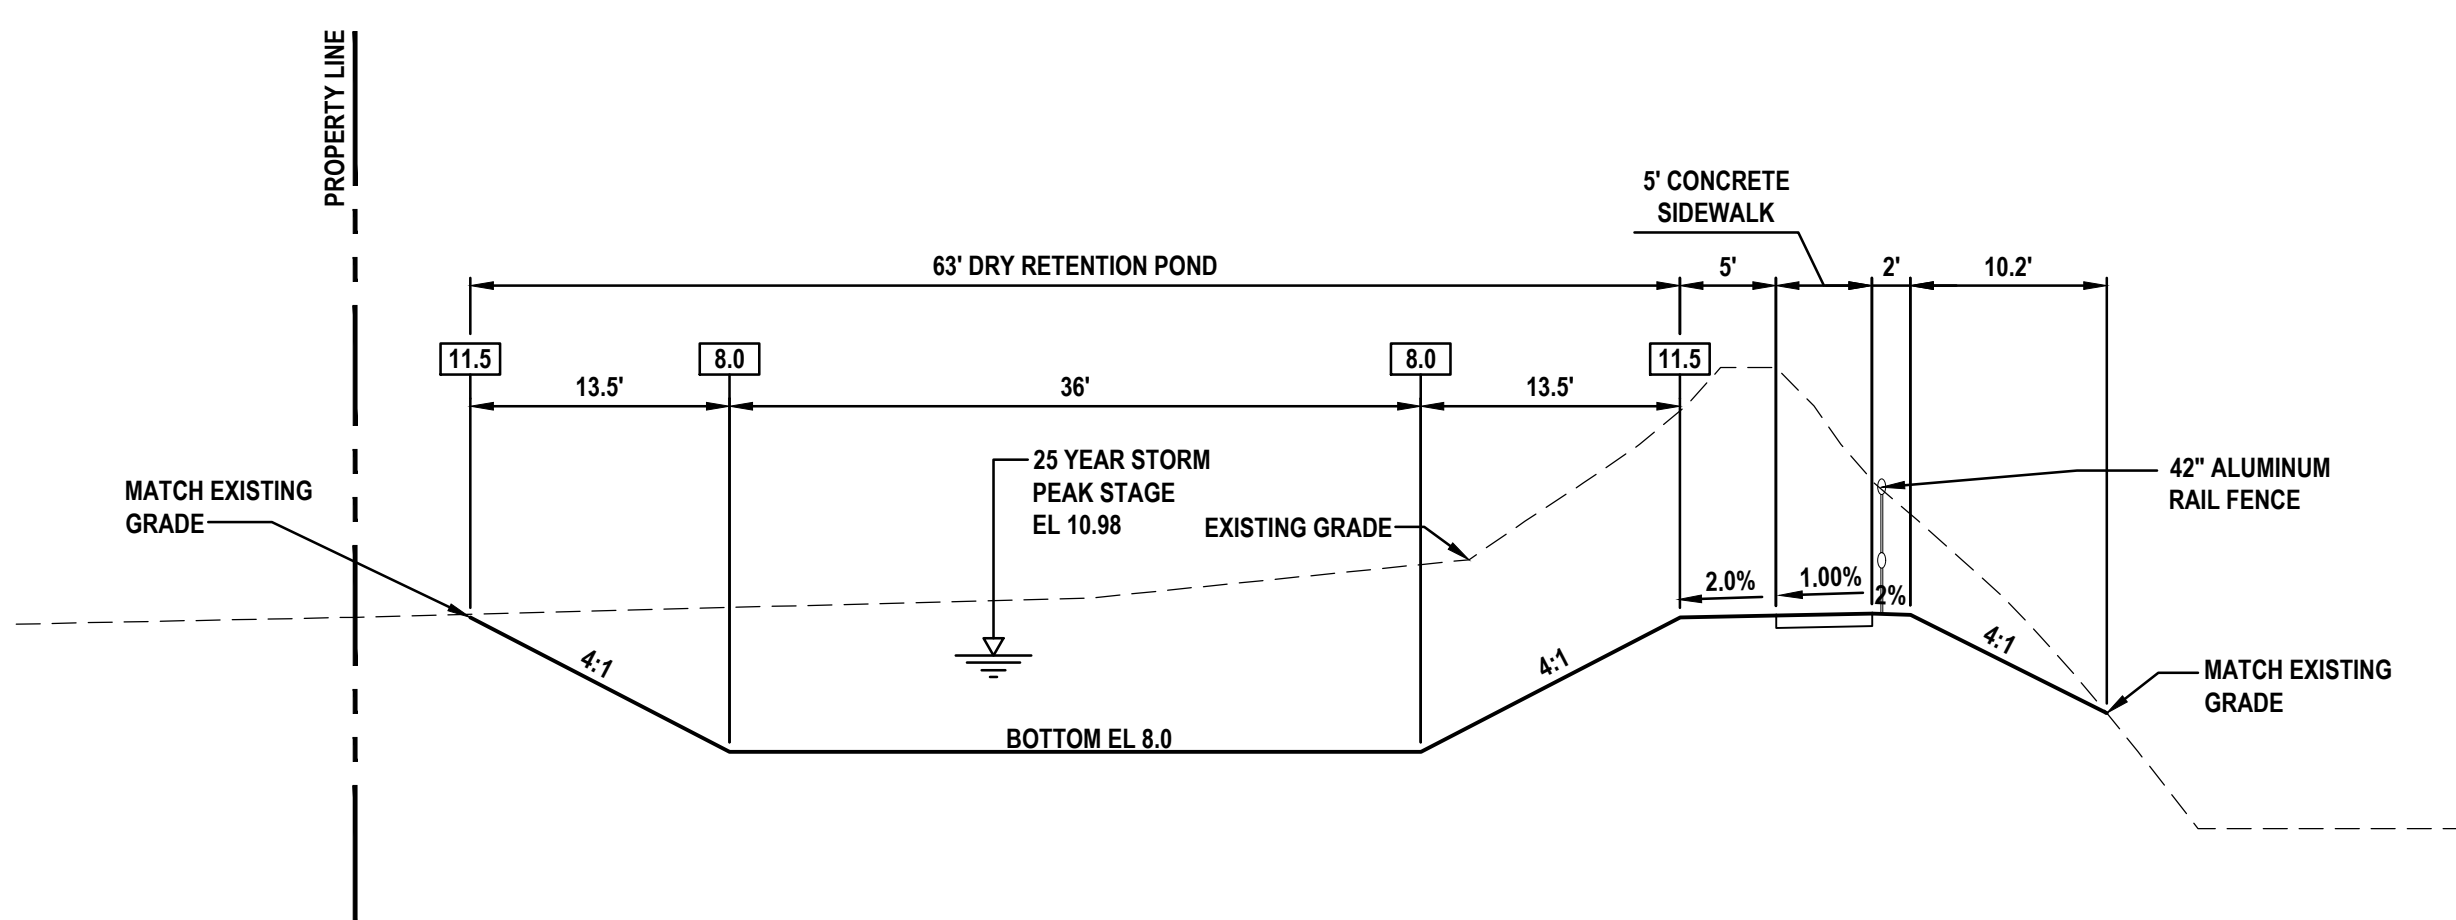 PROPERTY LINE
5' CONCRETE
SIDEWALK
63' DRY RETENTION POND
5'
2'
10.2'
11.5
8.0
8.0
11.5
13.5'
36'
13.5'
25 YEAR STORM
PEAK STAGE
EL 10.98
42" ALUMINUM
RAIL FENCE
MATCH EXISTING
GRADE
EXISTING GRADE
2.0%
1.00%
2%
4:1
4:1
4:1
MATCH EXISTING
GRADE
BOTTOM EL 8.0